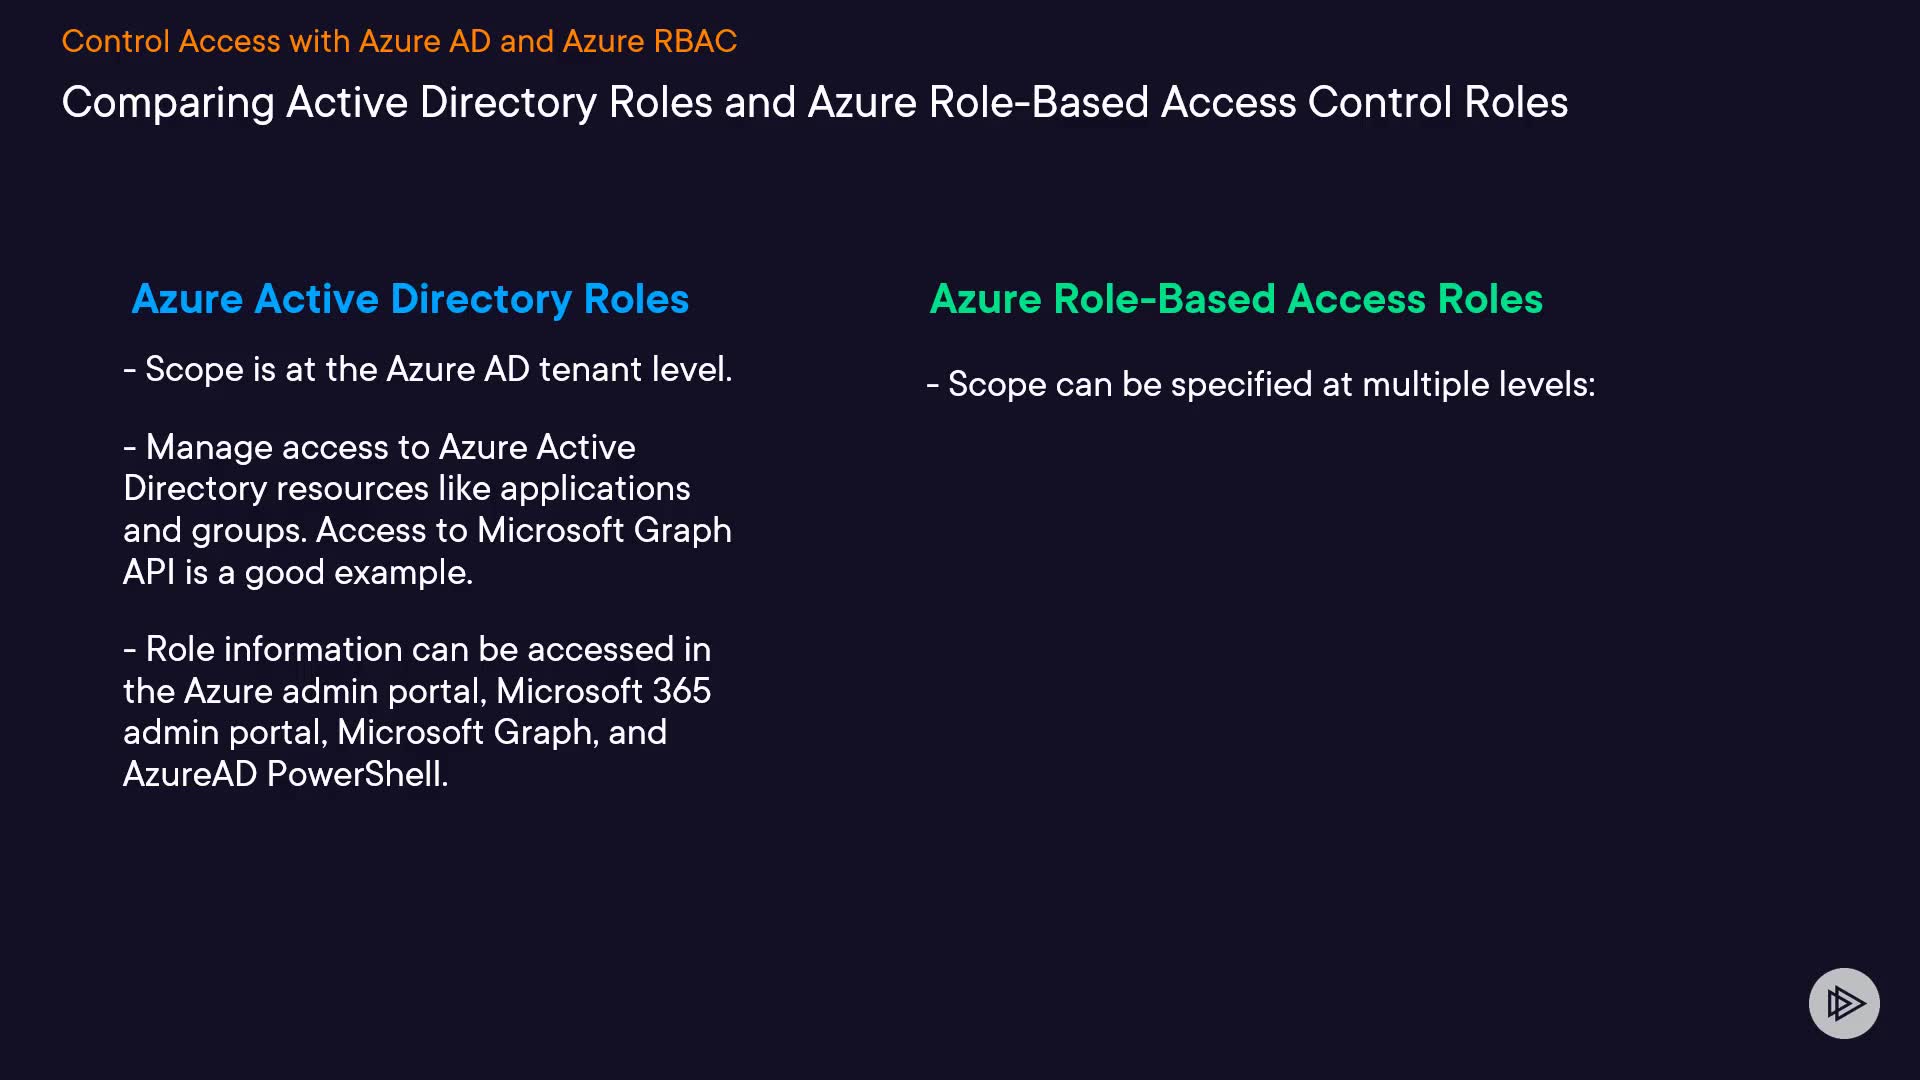 Control Access with Azure AD and Azure RBAC
Comparing Active Directory Roles and Azure Role-Based Access Control Roles
Azure Active Directory Roles
- Scope is at the Azure AD tenant level.
- Manage access to Azure Active
Directory resources like applications
and groups. Access to Microsoft Graph
API is a good example.
- Role information can be accessed in
the Azure admin portal, Microsoft 365
admin portal, Microsoft Graph, and
AzureAD PowerShell.
Azure Role-Based Access Roles
- Scope can be specified at multiple levels: